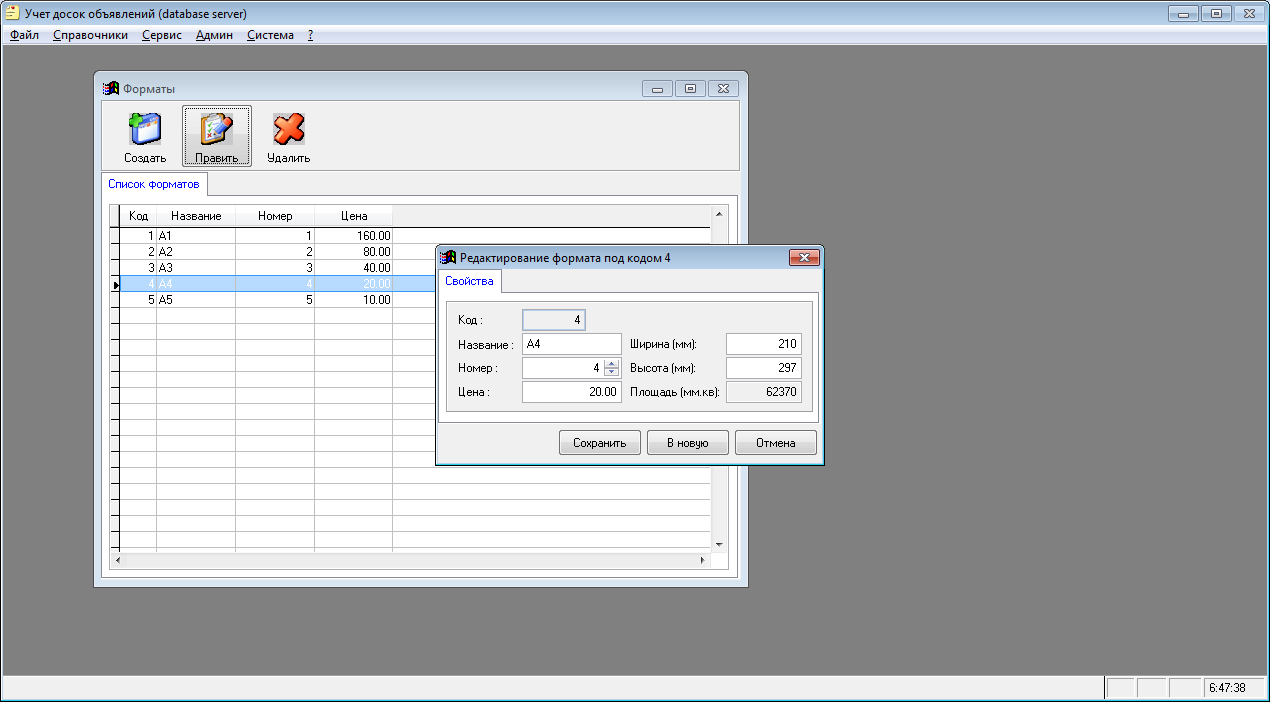 Учет досок объявлений (database server)
Файл Справочники Сервис Админ Система ?
Форматы
Создать Править Удалить
Список форматов
Код Название Номер Цена
1 A1 1 160.00
2 A2 2 80.00
3 A3 3 40.00
4 A4 4 20.00
5 A5 5 10.00
Редактирование формата под кодом 4
Свойства
Код : 4
Название : A4 Ширина (мм): 210
Номер : 4 Высота (мм): 297
Цена : 20.00 Площадь (мм.кв): 62370
Сохранить В новую Отмена
6:47:38